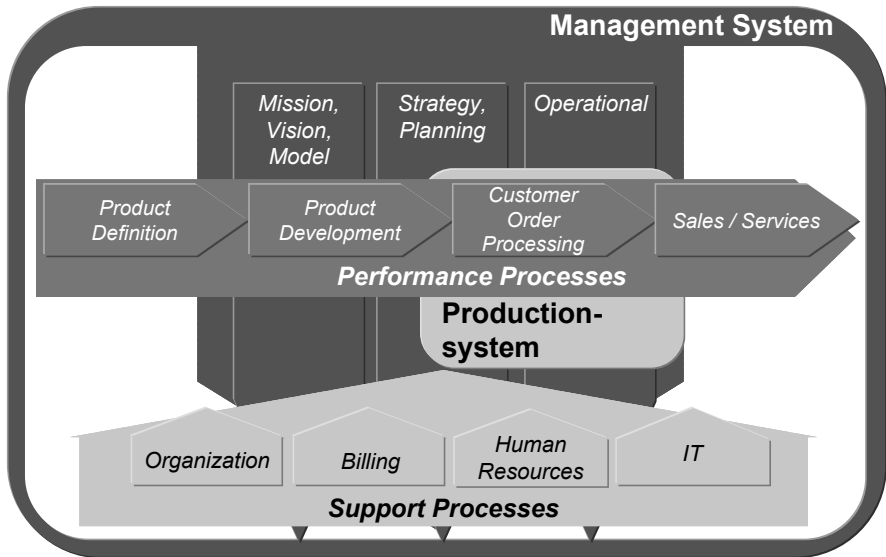 Management System
Mission,
Vision,
Model
Strategy,
Planning
Operational
Product
Definition
Product
Development
Customer
Order
Processing
Sales / Services
Performance Processes
Production-
system
Organization
Billing
Human
Resources
IT
Support Processes